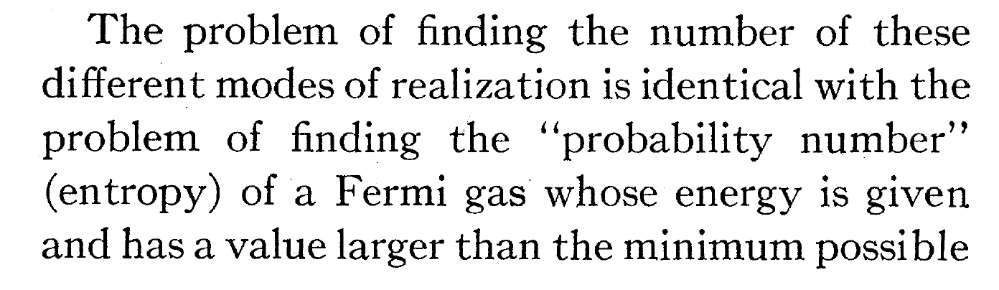 The problem of finding the number of these
different modes of realization is identical with the
problem of finding the “probability number”
(entropy) of a Fermi gas whose energy is given
and has a value larger than the minimum possible